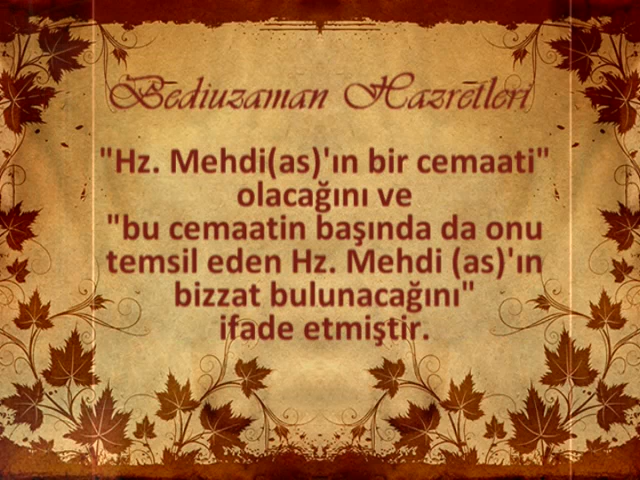 Bediuzaman Hazretleri
"Hz. Mehdi(as)'ın bir cemaati"
olacağını ve
"bu cemaatin başında da onu
temsil eden Hz. Mehdi (as)'ın
bizzat bulunacağını"
ifade etmiştir.